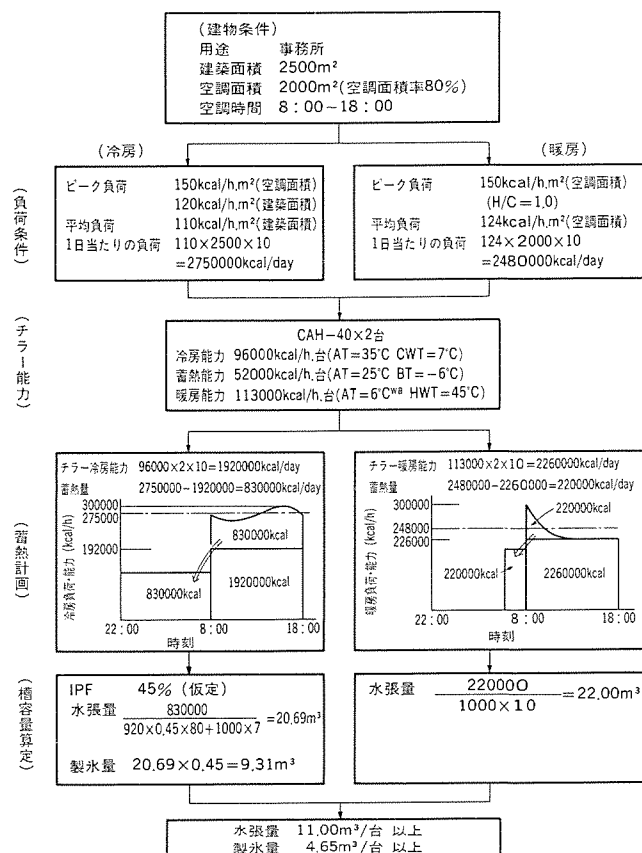 (建物条件)
用途 事務所
建築面積 2500m²
空調面積 2000m²(空調面積率80%)
空調時間 8:00~18:00
(冷房)
(暖房)
(負荷条件)
ピーク負荷 150kcal/h.m²(空調面積)
120kcal/h.m²(建築面積)
平均負荷 110kcal/h.m²(建築面積)
1日当たりの負荷 110×2500×10
=2750000kcal/day
ピーク負荷 150kcal/h.m²(空調面積)
(H/C=1.0)
平均負荷 124kcal/h.m²(空調面積)
1日当たりの負荷 124×2000×10
=2480000kcal/day
(チラー能力)
CAH-40×2台
冷房能力 96000kcal/h.台(AT=35℃ CWT=7℃)
蓄熱能力 52000kcal/h.台(AT=25℃ BT=-6℃)
暖房能力 113000kcal/h.台(AT=6℃ʷᴮ HWT=45℃)
(蓄熱計画)
チラー冷房能力 96000×2×10=1920000kcal/day
蓄熱量 2750000-1920000=830000kcal/day
冷房負荷・能力 (kcal/h)
300000
275000
192000
830000kcal
830000kcal
1920000kcal
22:00 8:00 18:00
時刻
チラー暖房能力 113000×2×10=2260000kcal/day
蓄熱量 2480000-2260000=220000kcal/day
暖房負荷・能力 (kcal/h)
300000
248000
226000
220000kcal
220000kcal
2260000kcal
22:00 8:00 18:00
時刻
(槽容量算定)
IPF 45% (仮定)
水張量 830000/920×0.45×80+1000×7 =20.69m³
製氷量 20.69×0.45=9.31m³
水張量 220000/1000×10 =22.00m³
水張量 11.00m³/台 以上
製氷量 4.65m³/台 以上